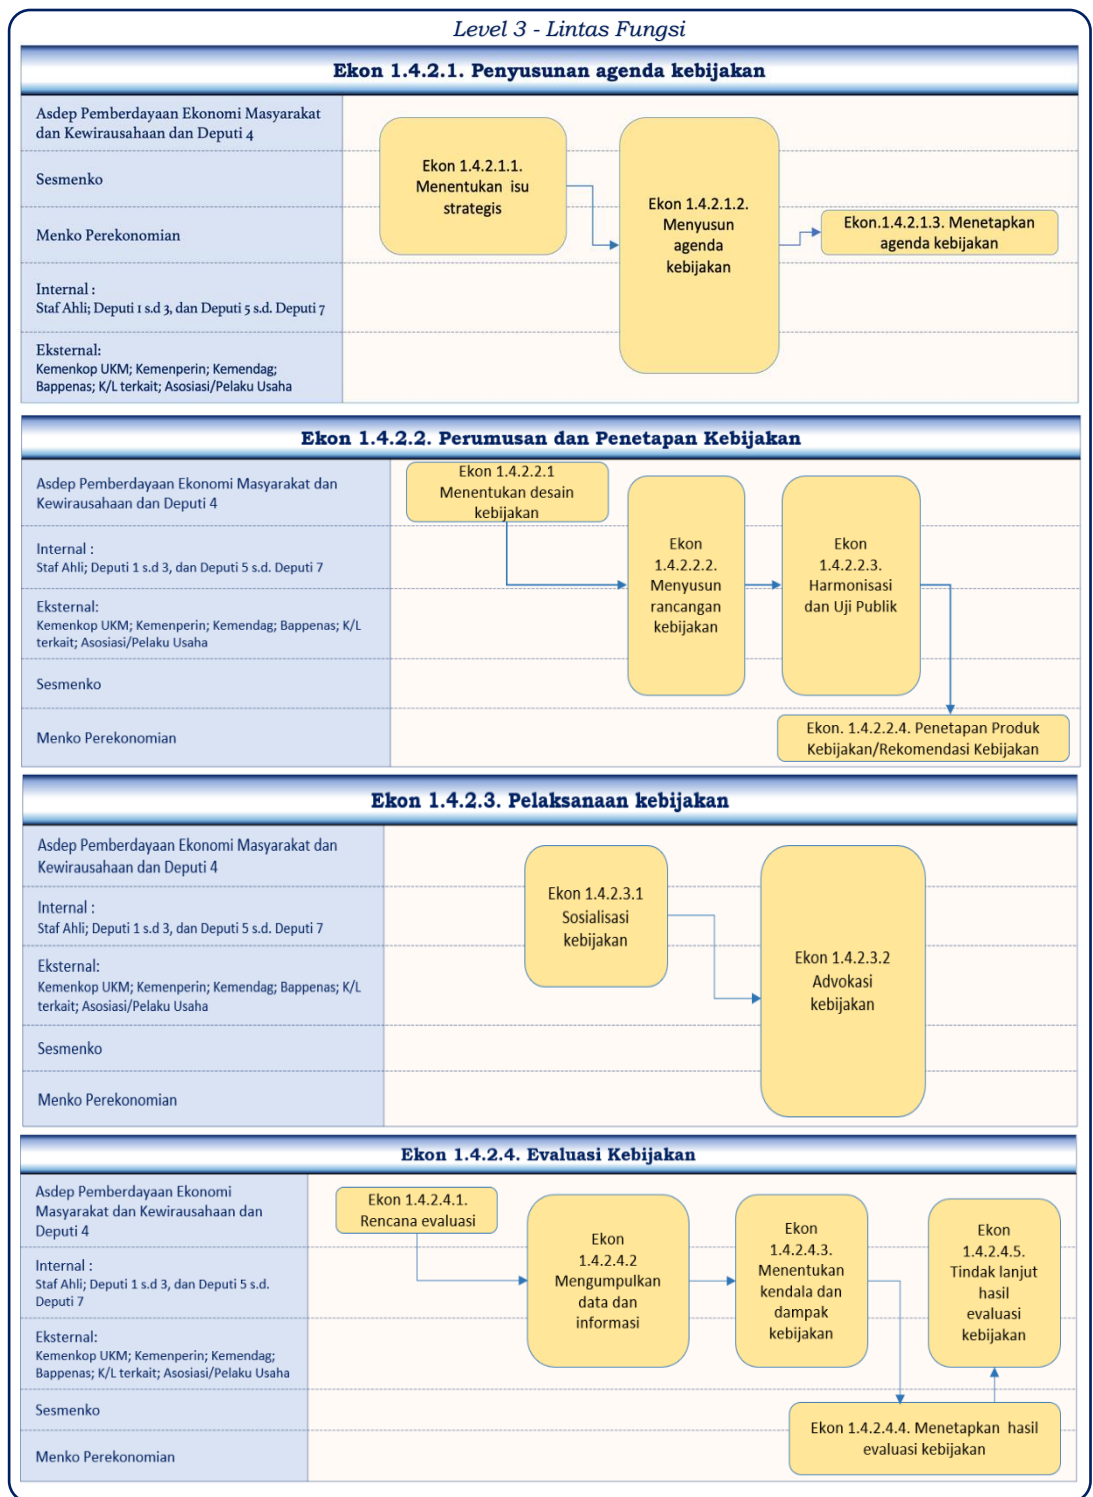 Level 3 - Lintas Fungsi
Ekon 1.4.2.1. Penyusunan agenda kebijakan
Asdep Pemberdayaan Ekonomi Masyarakat
dan Kewirausahaan dan Deputi 4
Sesmenko
Menko Perekonomian
Internal :
Staf Ahli; Deputi 1 s.d 3, dan Deputi 5 s.d. Deputi 7
Eksternal:
Kemenkop UKM; Kemenperin; Kemendag;
Bappenas; K/L terkait; Asosiasi/Pelaku Usaha
Ekon 1.4.2.1.1.
Menentukan isu
strategis
Ekon 1.4.2.1.2.
Menyusun
agenda
kebijakan
Ekon.1.4.2.1.3. Menetapkan
agenda kebijakan
Ekon 1.4.2.2. Perumusan dan Penetapan Kebijakan
Asdep Pemberdayaan Ekonomi Masyarakat dan
Kewirausahaan dan Deputi 4
Internal :
Staf Ahli; Deputi 1 s.d 3, dan Deputi 5 s.d. Deputi 7
Eksternal:
Kemenkop UKM; Kemenperin; Kemendag; Bappenas; K/L
terkait; Asosiasi/Pelaku Usaha
Sesmenko
Menko Perekonomian
Ekon 1.4.2.2.1
Menentukan desain
kebijakan
Ekon
1.4.2.2.2.
Menyusun
rancangan
kebijakan
Ekon
1.4.2.2.3.
Harmonisasi
dan Uji Publik
Ekon. 1.4.2.2.4. Penetapan Produk
Kebijakan/Rekomendasi Kebijakan
Ekon 1.4.2.3. Pelaksanaan kebijakan
Asdep Pemberdayaan Ekonomi Masyarakat dan
Kewirausahaan dan Deputi 4
Internal :
Staf Ahli; Deputi 1 s.d 3, dan Deputi 5 s.d. Deputi 7
Eksternal:
Kemenkop UKM; Kemenperin; Kemendag; Bappenas; K/L
terkait; Asosiasi/Pelaku Usaha
Sesmenko
Menko Perekonomian
Ekon 1.4.2.3.1
Sosialisasi
kebijakan
Ekon 1.4.2.3.2
Advokasi
kebijakan
Ekon 1.4.2.4. Evaluasi Kebijakan
Asdep Pemberdayaan Ekonomi
Masyarakat dan Kewirausahaan dan
Deputi 4
Internal :
Staf Ahli; Deputi 1 s.d 3, dan Deputi 5 s.d.
Deputi 7
Eksternal:
Kemenkop UKM; Kemenperin; Kemendag;
Bappenas; K/L terkait; Asosiasi/Pelaku Usaha
Sesmenko
Menko Perekonomian
Ekon 1.4.2.4.1.
Rencana evaluasi
Ekon
1.4.2.4.2
Mengumpulkan
data dan
informasi
Ekon
1.4.2.4.3.
Menentukan
kendala dan
dampak
kebijakan
Ekon
1.4.2.4.5.
Tindak lanjut
hasil
evaluasi
kebijakan
Ekon 1.4.2.4.4. Menetapkan hasil
evaluasi kebijakan